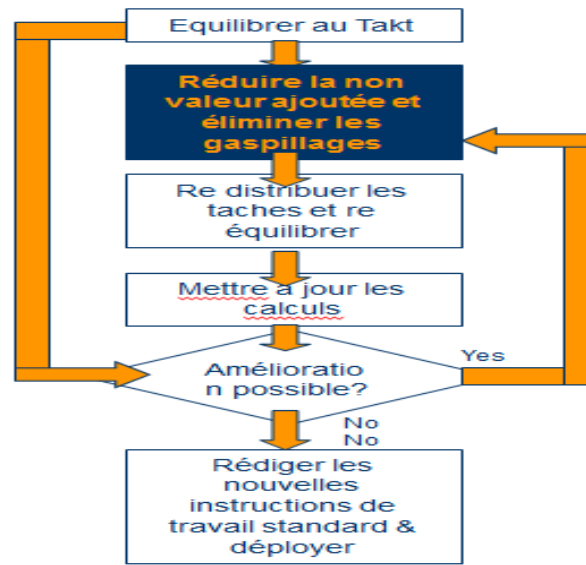 Equilibrer au Takt
Réduire la non
valeur ajoutée et
éliminer les
gaspillages
Re distribuer les
taches et re
équilibrer
Mettre à jour les
calculs
Amélioratio
n possible?
Yes
No
No
Rédiger les
nouvelles
instructions de
travail standard &
déployer